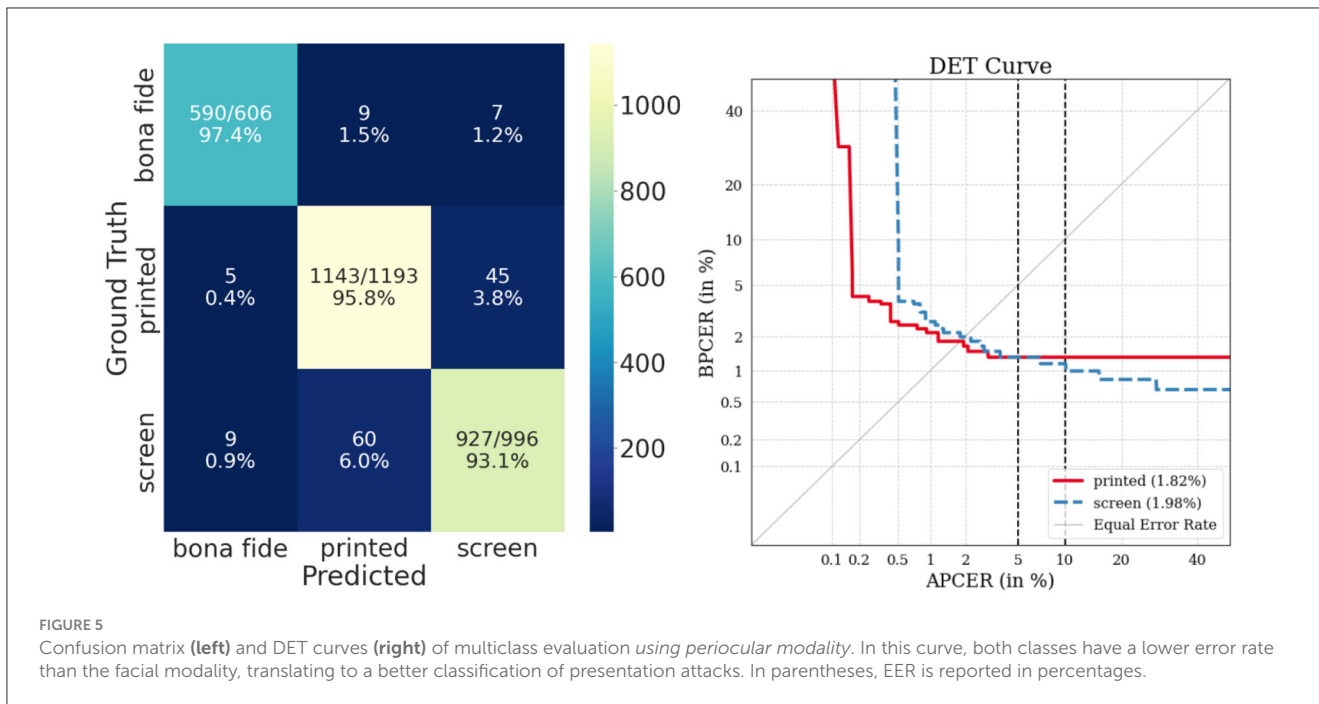 bona fide
590/606
97.4%
9
1.5%
7
1.2%
Ground Truth
printed
5
0.4%
1143/1193
95.8%
45
3.8%
screen
9
0.9%
60
6.0%
927/996
93.1%
bona fide printed screen
Predicted
1000
800
600
400
200
DET Curve
BPCER (in %)
40
20
10
5
2
1
0.5
0.2
0.1
printed (1.82%)
screen (1.98%)
Equal Error Rate
0.1 0.2 0.5 1 2 5 10 20 40
APCER (in %)
FIGURE 5
Confusion matrix (left) and DET curves (right) of multiclass evaluation using periocular modality. In this curve, both classes have a lower error rate
than the facial modality, translating to a better classification of presentation attacks. In parentheses, EER is reported in percentages.